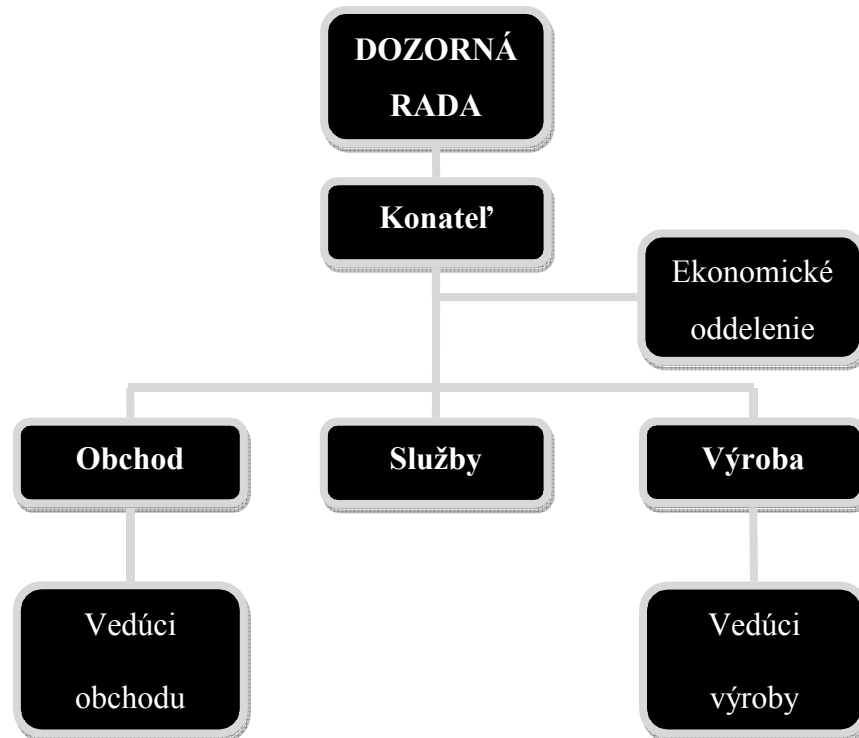 DOZORNÁ
RADA
Konateľ
Ekonomické
oddelenie
Obchod
Služby
Výroba
Vedúci
obchodu
Vedúci
výroby